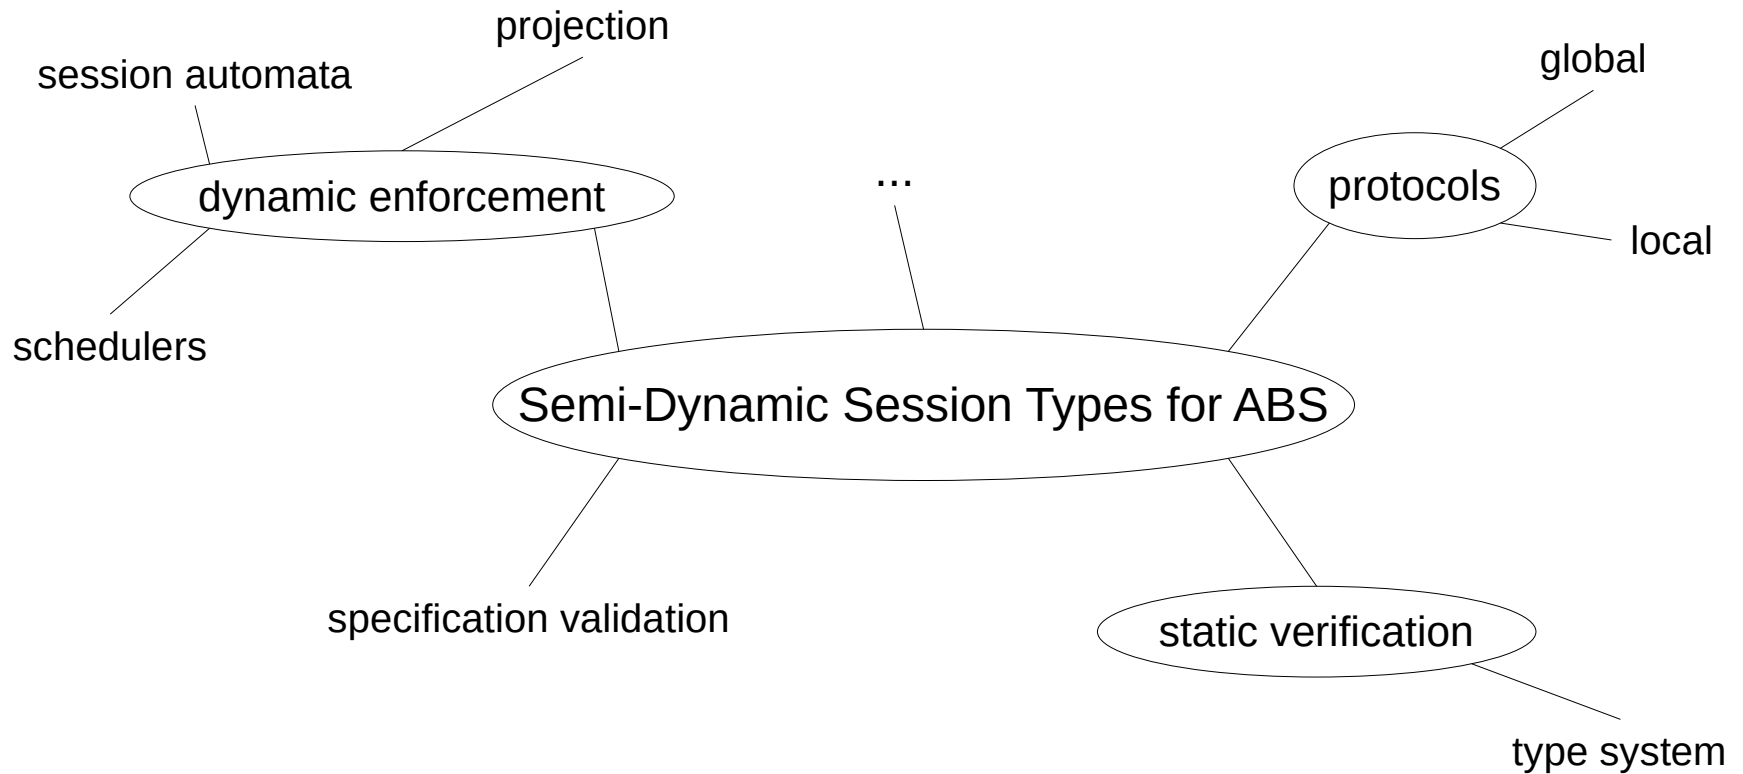 projection
session automata
global
dynamic enforcement
...
protocols
local
schedulers
Semi-Dynamic Session Types for ABS
specification validation
static verification
type system